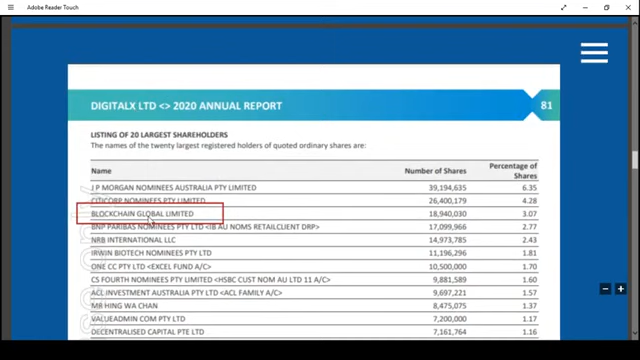 Adobe Reader Touch
DIGITALX LTD <> 2020 ANNUAL REPORT 81
LISTING OF 20 LARGEST SHAREHOLDERS
The names of the twenty largest registered holders of quoted ordinary shares are:
Name Number of Shares Percentage of Shares
J P MORGAN NOMINEES AUSTRALIA PTY LIMITED 39,194,635 6.35
CITICORP NOMINEES PTY LIMITED 26,400,179 4.28
BLOCKCHAIN GLOBAL LIMITED 18,940,030 3.07
BNP PARIBAS NOMINEES PTY LTD <IB AU NOMS RETAILCLIENT DRP> 17,099,966 2.77
NRB INTERNATIONAL LLC 14,973,785 2.43
IRWIN BIOTECH NOMINEES PTY LTD 11,196,296 1.81
ONE CC PTY LTD <EXCEL FUND A/C> 10,500,000 1.70
CS FOURTH NOMINEES PTY LIMITED <HSBC CUST NOM AU LTD 11 A/C> 9,881,589 1.60
ACL INVESTMENT AUSTRALIA PTY LTD <ACL FAMILY A/C> 9,697,221 1.57
MR HING WA CHAN 8,475,075 1.37
VALUEADMIN COM PTY LTD 7,200,000 1.17
DECENTRALISED CAPITAL PTE LTD 7,161,764 1.16